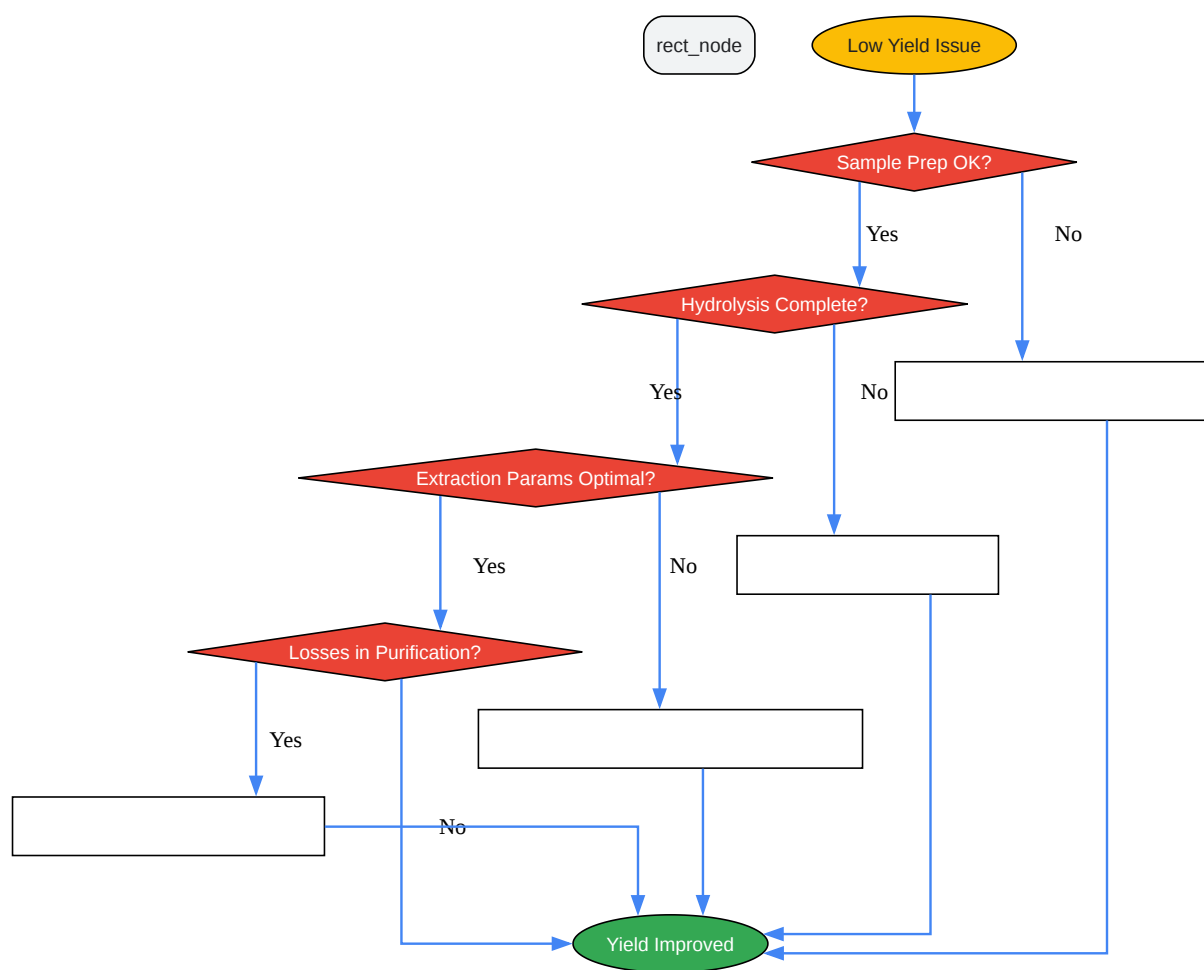 rect_node
Low Yield Issue
Sample Prep OK?
Yes
No
Hydrolysis Complete?
Yes
No
Extraction Params Optimal?
Yes
No
Losses in Purification?
Yes
No
Yield Improved